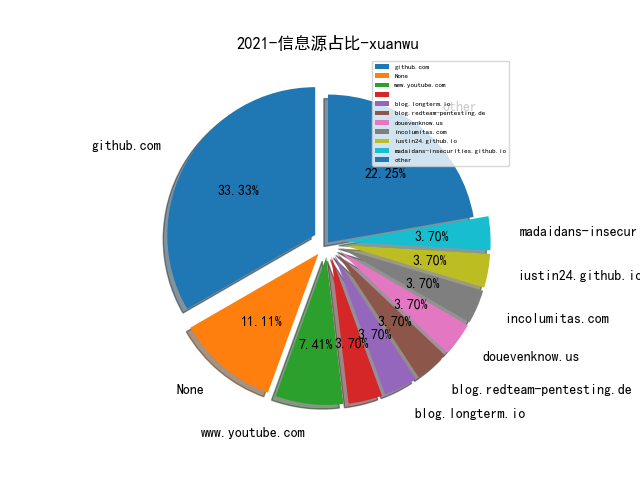 2021-信息源占比-xuanwu
github.com
None
www.youtube.com
blog.longterm.io
blog.redteam-pentesting.de
douevenknow.us
incolumitas.com
iustin24.github.io
madaidans-insecurities.github.io
other
other
22.25%
github.com
33.33%
3.70%
madaidans-insecur
3.70%
iustin24.github.io
3.70%
incolumitas.com
3.70%
douevenknow.us
3.70%
blog.redteam-pentesting.de
3.70%
blog.longterm.io
3.70%
7.41%
www.youtube.com
11.11%
None